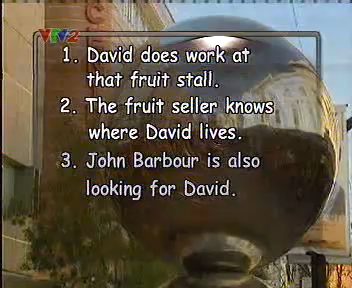 VTV2
1. David does work at
that fruit stall.
2. The fruit seller knows
where David lives.
3. John Barbour is also
looking for David.